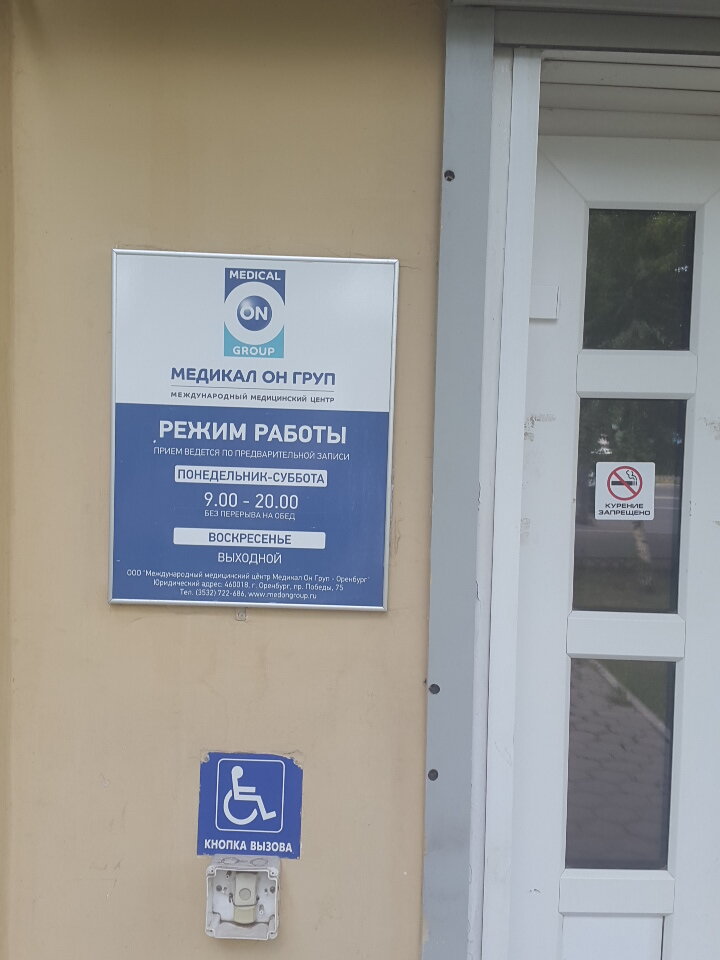 MEDICAL
ON
GROUP
МЕДИКАЛ ОН ГРУП
МЕЖДУНАРОДНЫЙ МЕДИЦИНСКИЙ ЦЕНТР
РЕЖИМ РАБОТЫ
ПРИЕМ ВЕДЕТСЯ ПО ПРЕДВАРИТЕЛЬНОЙ ЗАПИСИ
ПОНЕДЕЛЬНИК-СУББОТА
9.00 - 20.00
БЕЗ ПЕРЕРЫВА НА ОБЕД
ВОСКРЕСЕНЬЕ
ВЫХОДНОЙ
ООО "Международный медицинский центр Медикал Он Груп - Оренбург"
Юридический адрес: 460018, г. Оренбург, пр. Победы, 75
Тел. (3532) 722-686, www.medongroup.ru
КУРЕНИЕ
ЗАПРЕЩЕНО
КНОПКА ВЫЗОВА